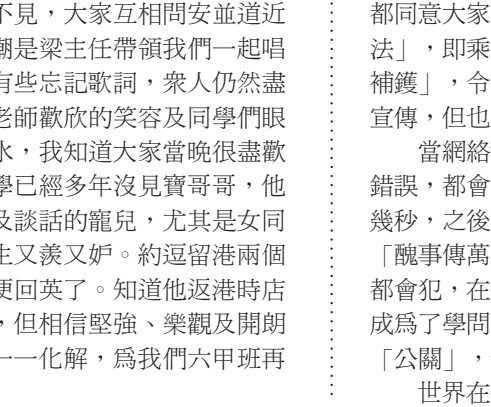 不見，大家互相問安並道近
潮是梁主任帶領我們一起唱
有些忘記歌詞，衆人仍然盡
老師歡欣的笑容及同學們眼
水，我知道大家當晚很盡歡
學已經多年沒見寶哥哥，他
及談話的寵兒，尤其是女同
生又羨又妒。約逗留港兩個
便回英了。知道他返港時店
，但相信堅強、樂觀及開朗
一一化解，爲我們六甲班再
都同意大家
法」，即乘
補鑊」，令
宣傳，但也
當網絡
錯誤，都會
幾秒，之後
「醜事傳萬
都會犯，在
成爲了學問
「公關」，
世界在